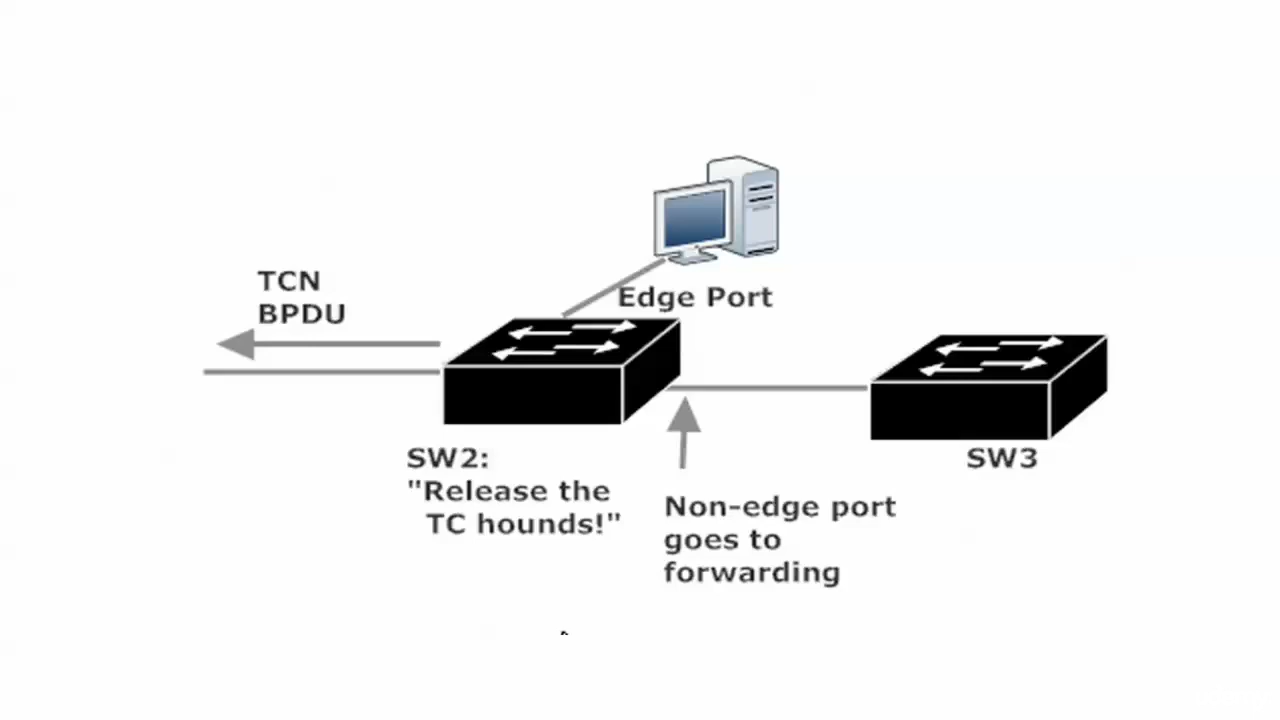 TCN
BPDU
Edge Port
SW2:
"Release the
TC hounds!"
SW3
Non-edge port
goes to
forwarding